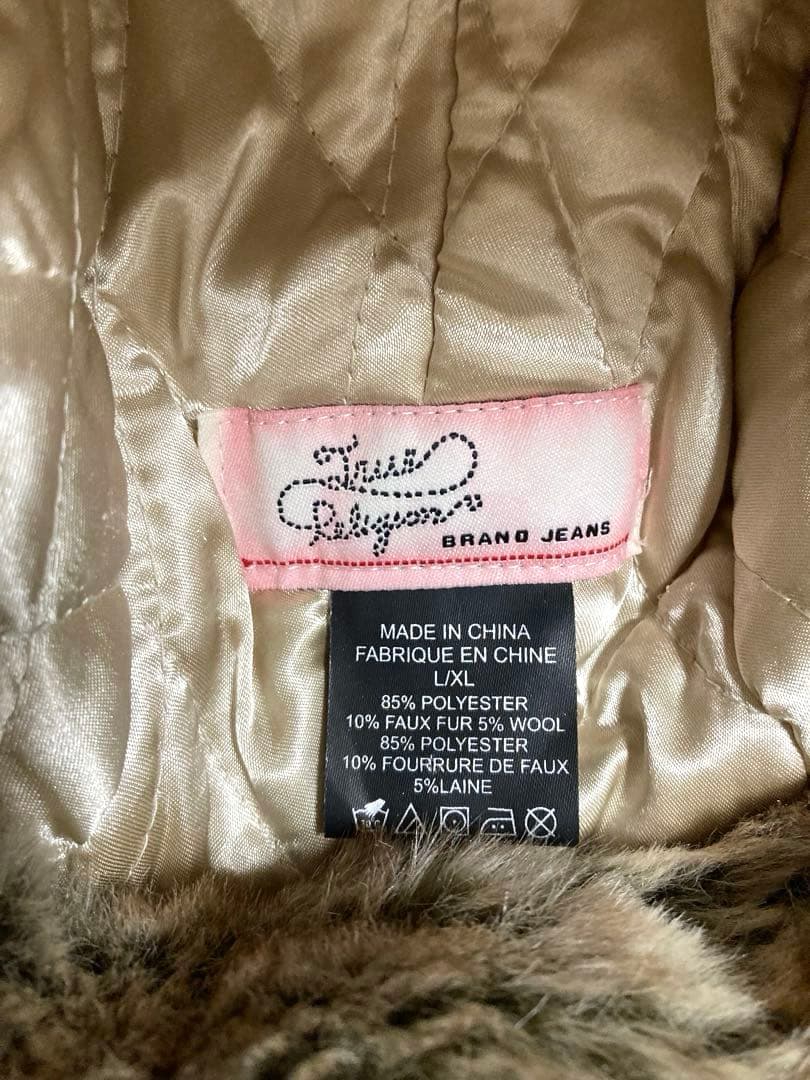 True
Religion
BRAND JEANS
MADE IN CHINA
FABRIQUE EN CHINE
L/XL
85% POLYESTER
10% FAUX FUR 5% WOOL
85% POLYESTER
10% FOURRURE DE FAUX
5%LAINE